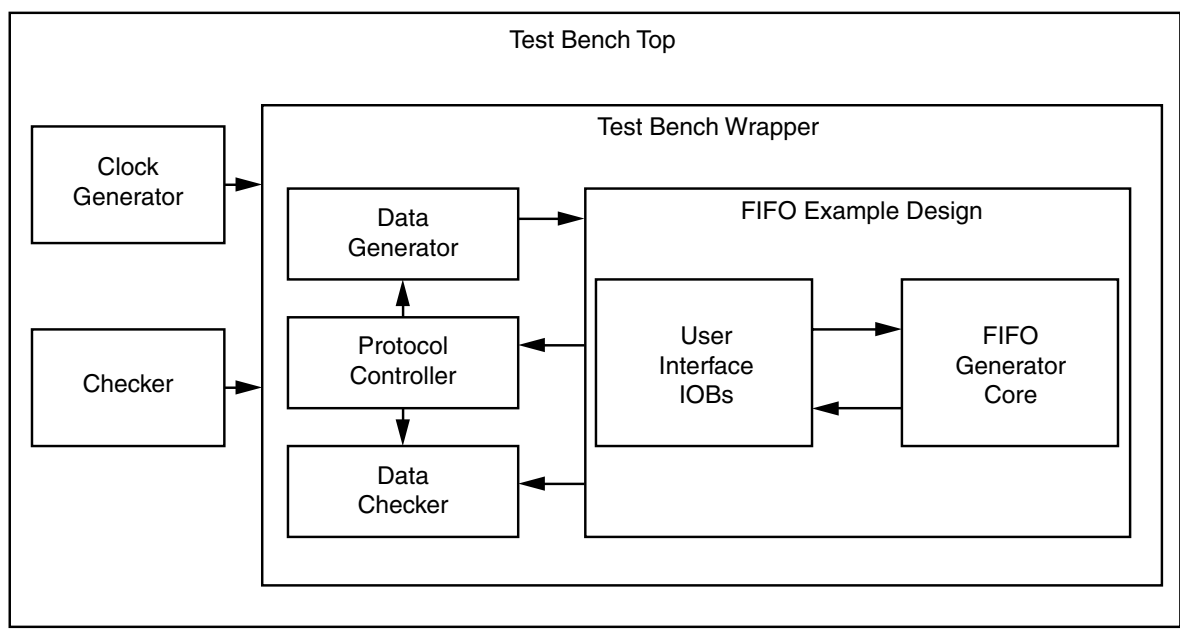 Test Bench Top
Test Bench Wrapper
Clock
Generator
Data
Generator
FIFO Example Design
User
Interface
IOBs
FIFO
Generator
Core
Protocol
Controller
Checker
Data
Checker